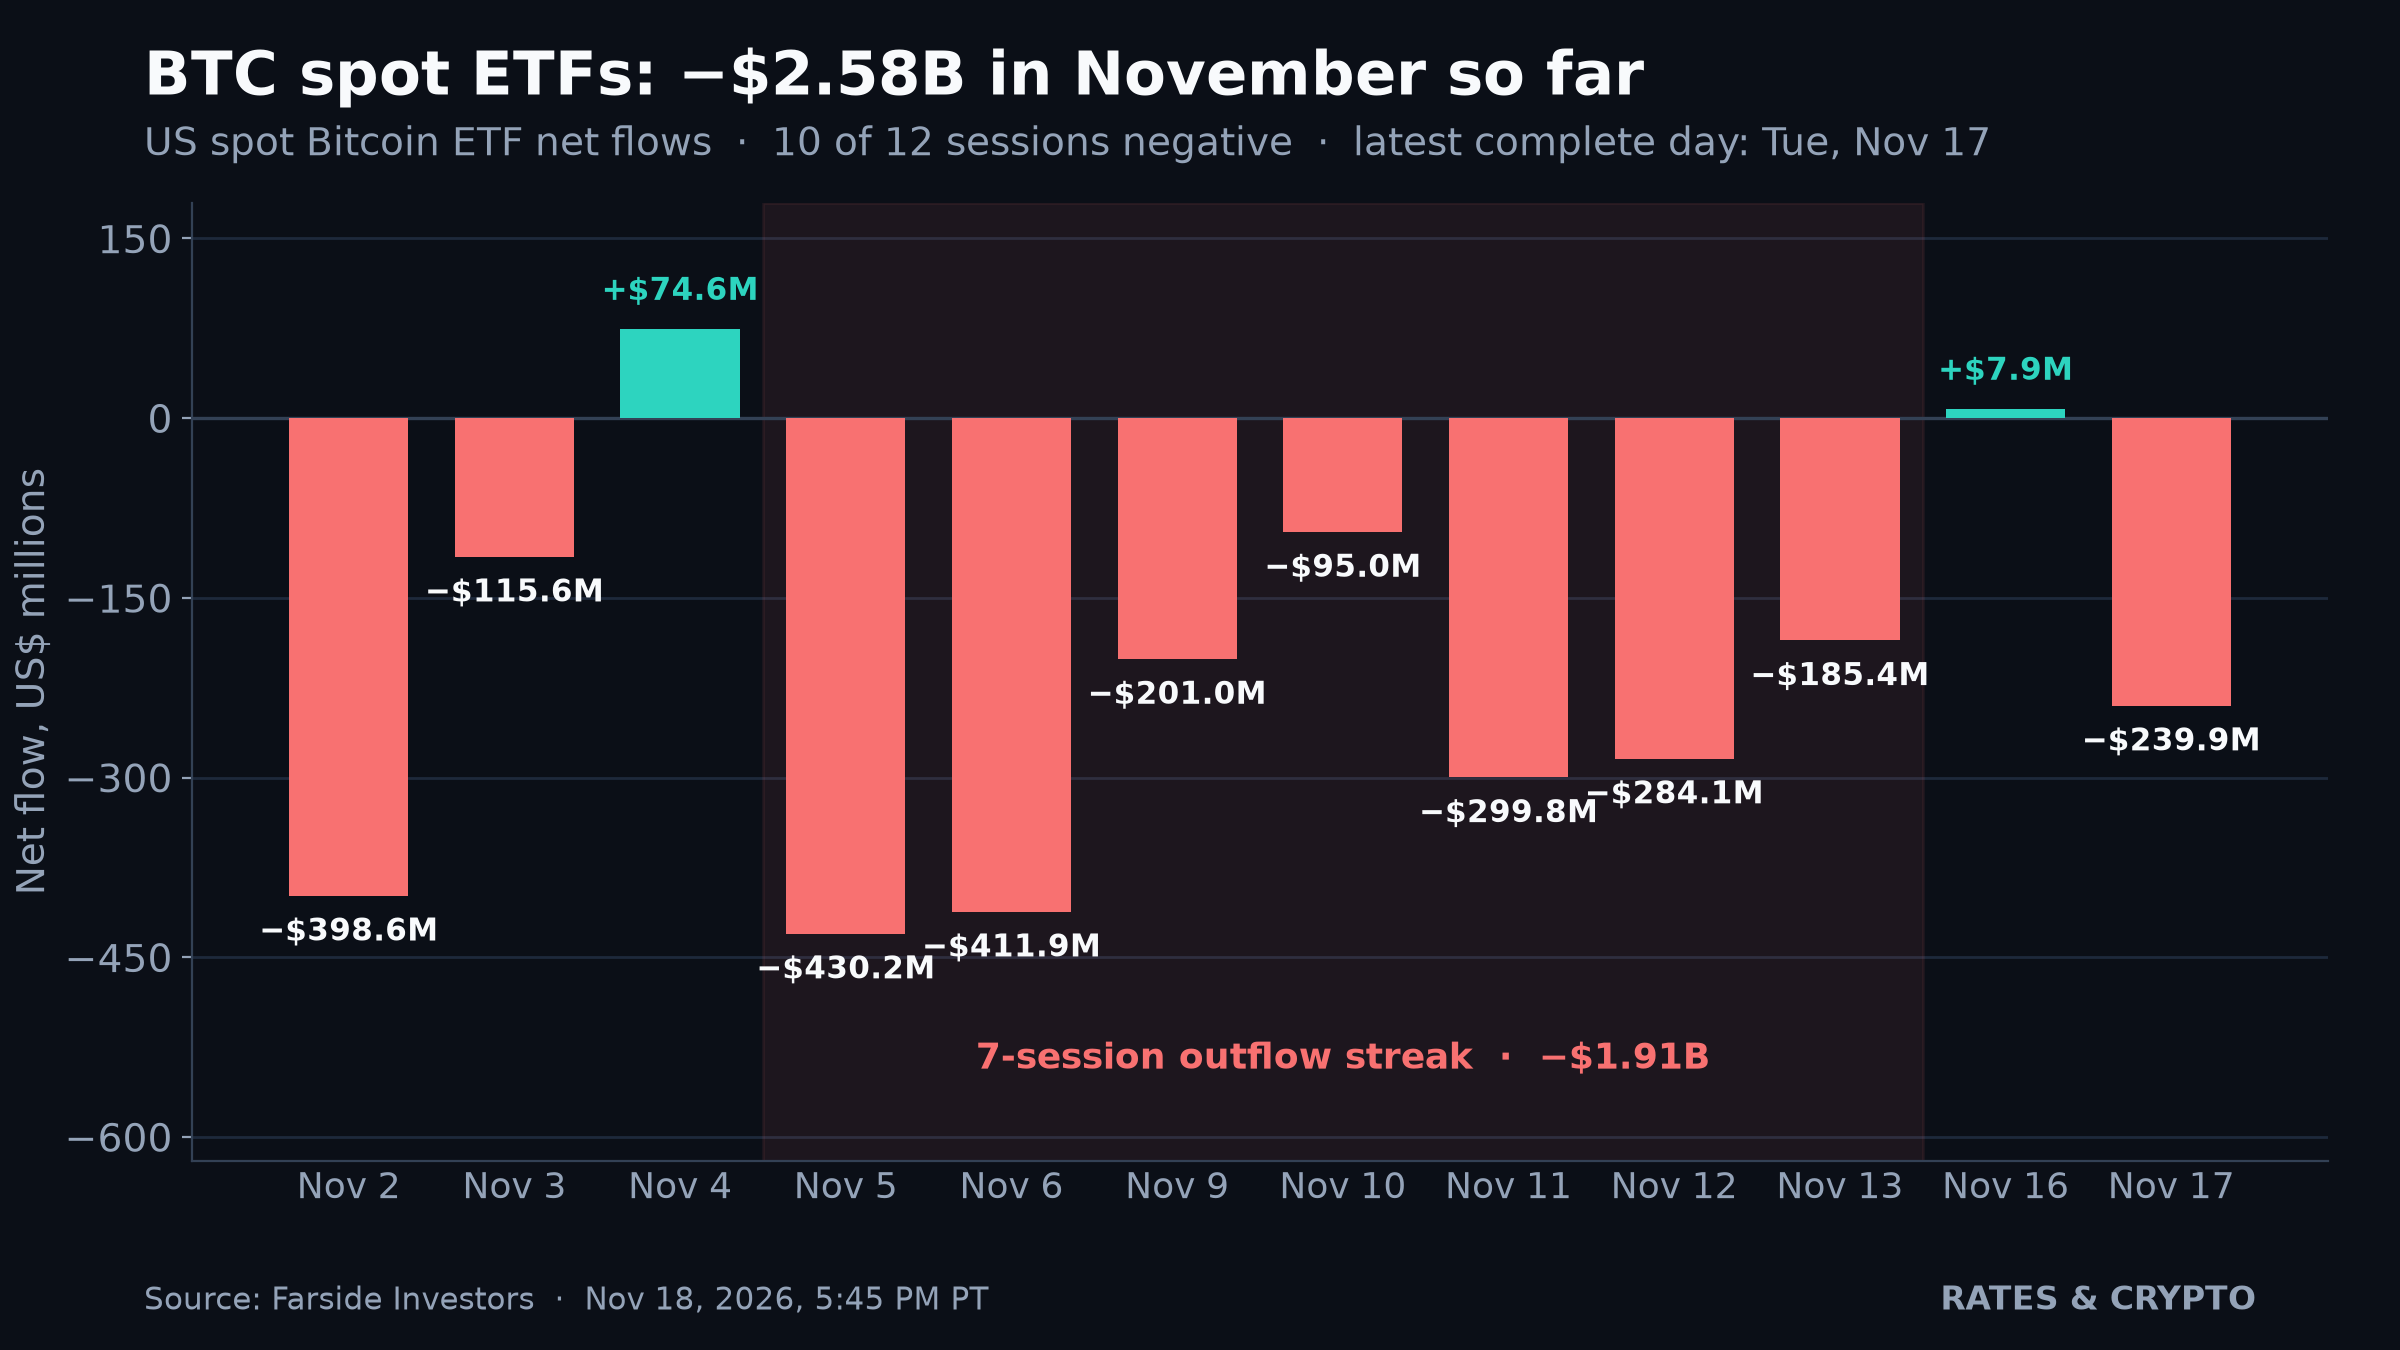 BTC spot ETFs: −$2.58B in November so far
US spot Bitcoin ETF net flows · 10 of 12 sessions negative · latest complete day: Tue, Nov 17
Net flow, US$ millions
150
0
−150
−300
−450
−600
−$398.6M
−$115.6M
+$74.6M
−$430.2M
−$411.9M
−$201.0M
−$95.0M
−$299.8M
−$284.1M
−$185.4M
+$7.9M
−$239.9M
7-session outflow streak · −$1.91B
Nov 2 Nov 3 Nov 4 Nov 5 Nov 6 Nov 9 Nov 10 Nov 11 Nov 12 Nov 13 Nov 16 Nov 17
Source: Farside Investors · Nov 18, 2026, 5:45 PM PT
RATES & CRYPTO